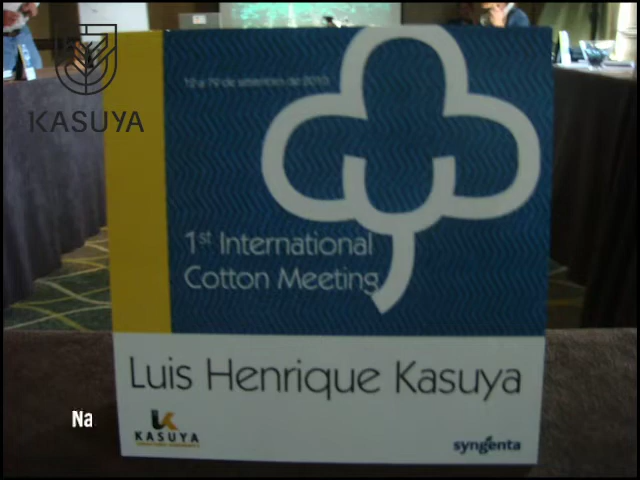 KASUYA
1st International
Cotton Meeting
Luis Henrique Kasuya
Na
KASUYA
syngenta